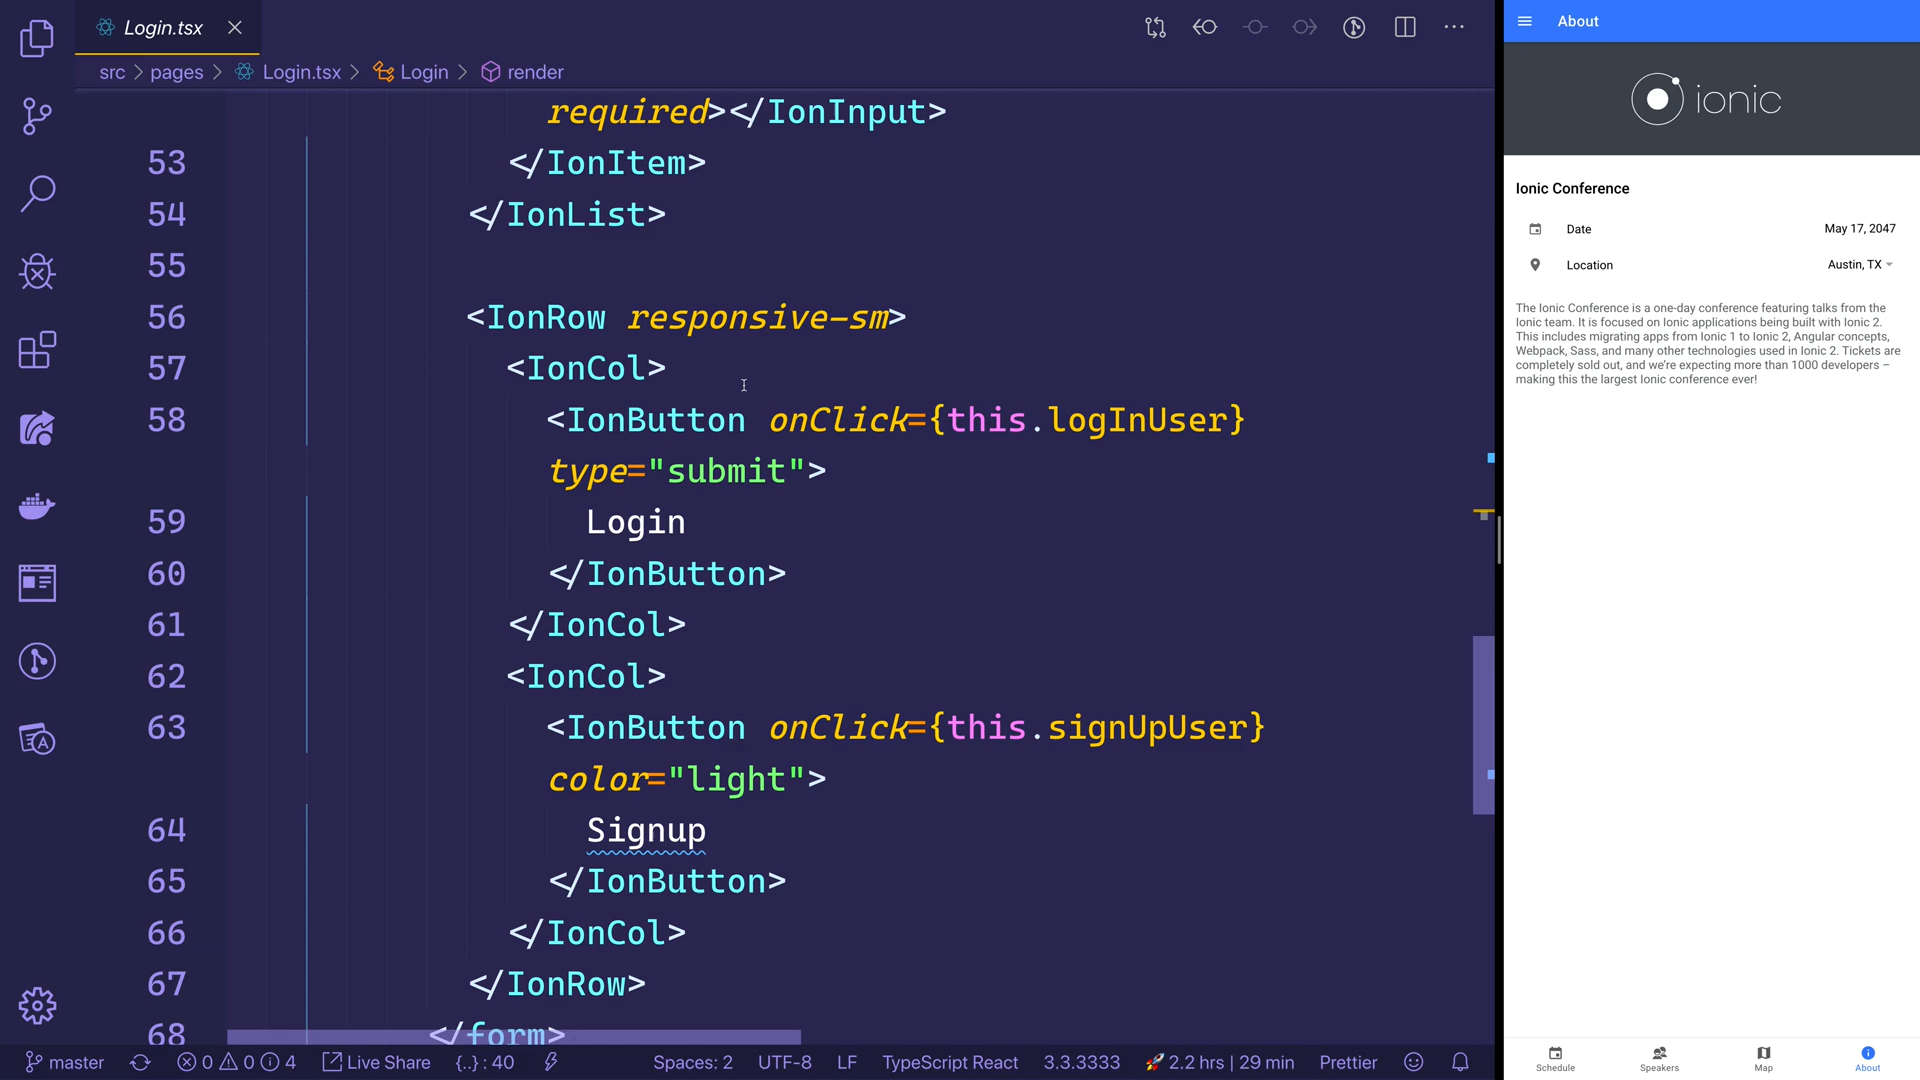 Login.tsx
src > pages > Login.tsx > Login > render
required></IonInput>
53 </IonItem>
54 </IonList>
55
56 <IonRow responsive-sm>
57 <IonCol>
58 <IonButton onClick={this.logInUser}
type="submit">
59 Login
60 </IonButton>
61 </IonCol>
62 <IonCol>
63 <IonButton onClick={this.signUpUser}
color="light">
64 Signup
65 </IonButton>
66 </IonCol>
67 </IonRow>
68 </form>
master 0 0 4 Live Share {..} : 40 Spaces: 2 UTF-8 LF TypeScript React 3.3.3333 🚀 2.2 hrs | 29 min Prettier
About
ionic
Ionic Conference
Date May 17, 2047
Location Austin, TX
The Ionic Conference is a one-day conference featuring talks from the
Ionic team. It is focused on Ionic applications being built with Ionic 2.
This includes migrating apps from Ionic 1 to Ionic 2, Angular concepts,
Webpack, Sass, and many other technologies used in Ionic 2. Tickets are
completely sold out, and we're expecting more than 1000 developers –
making this the largest Ionic conference ever!
Schedule Speakers Map About